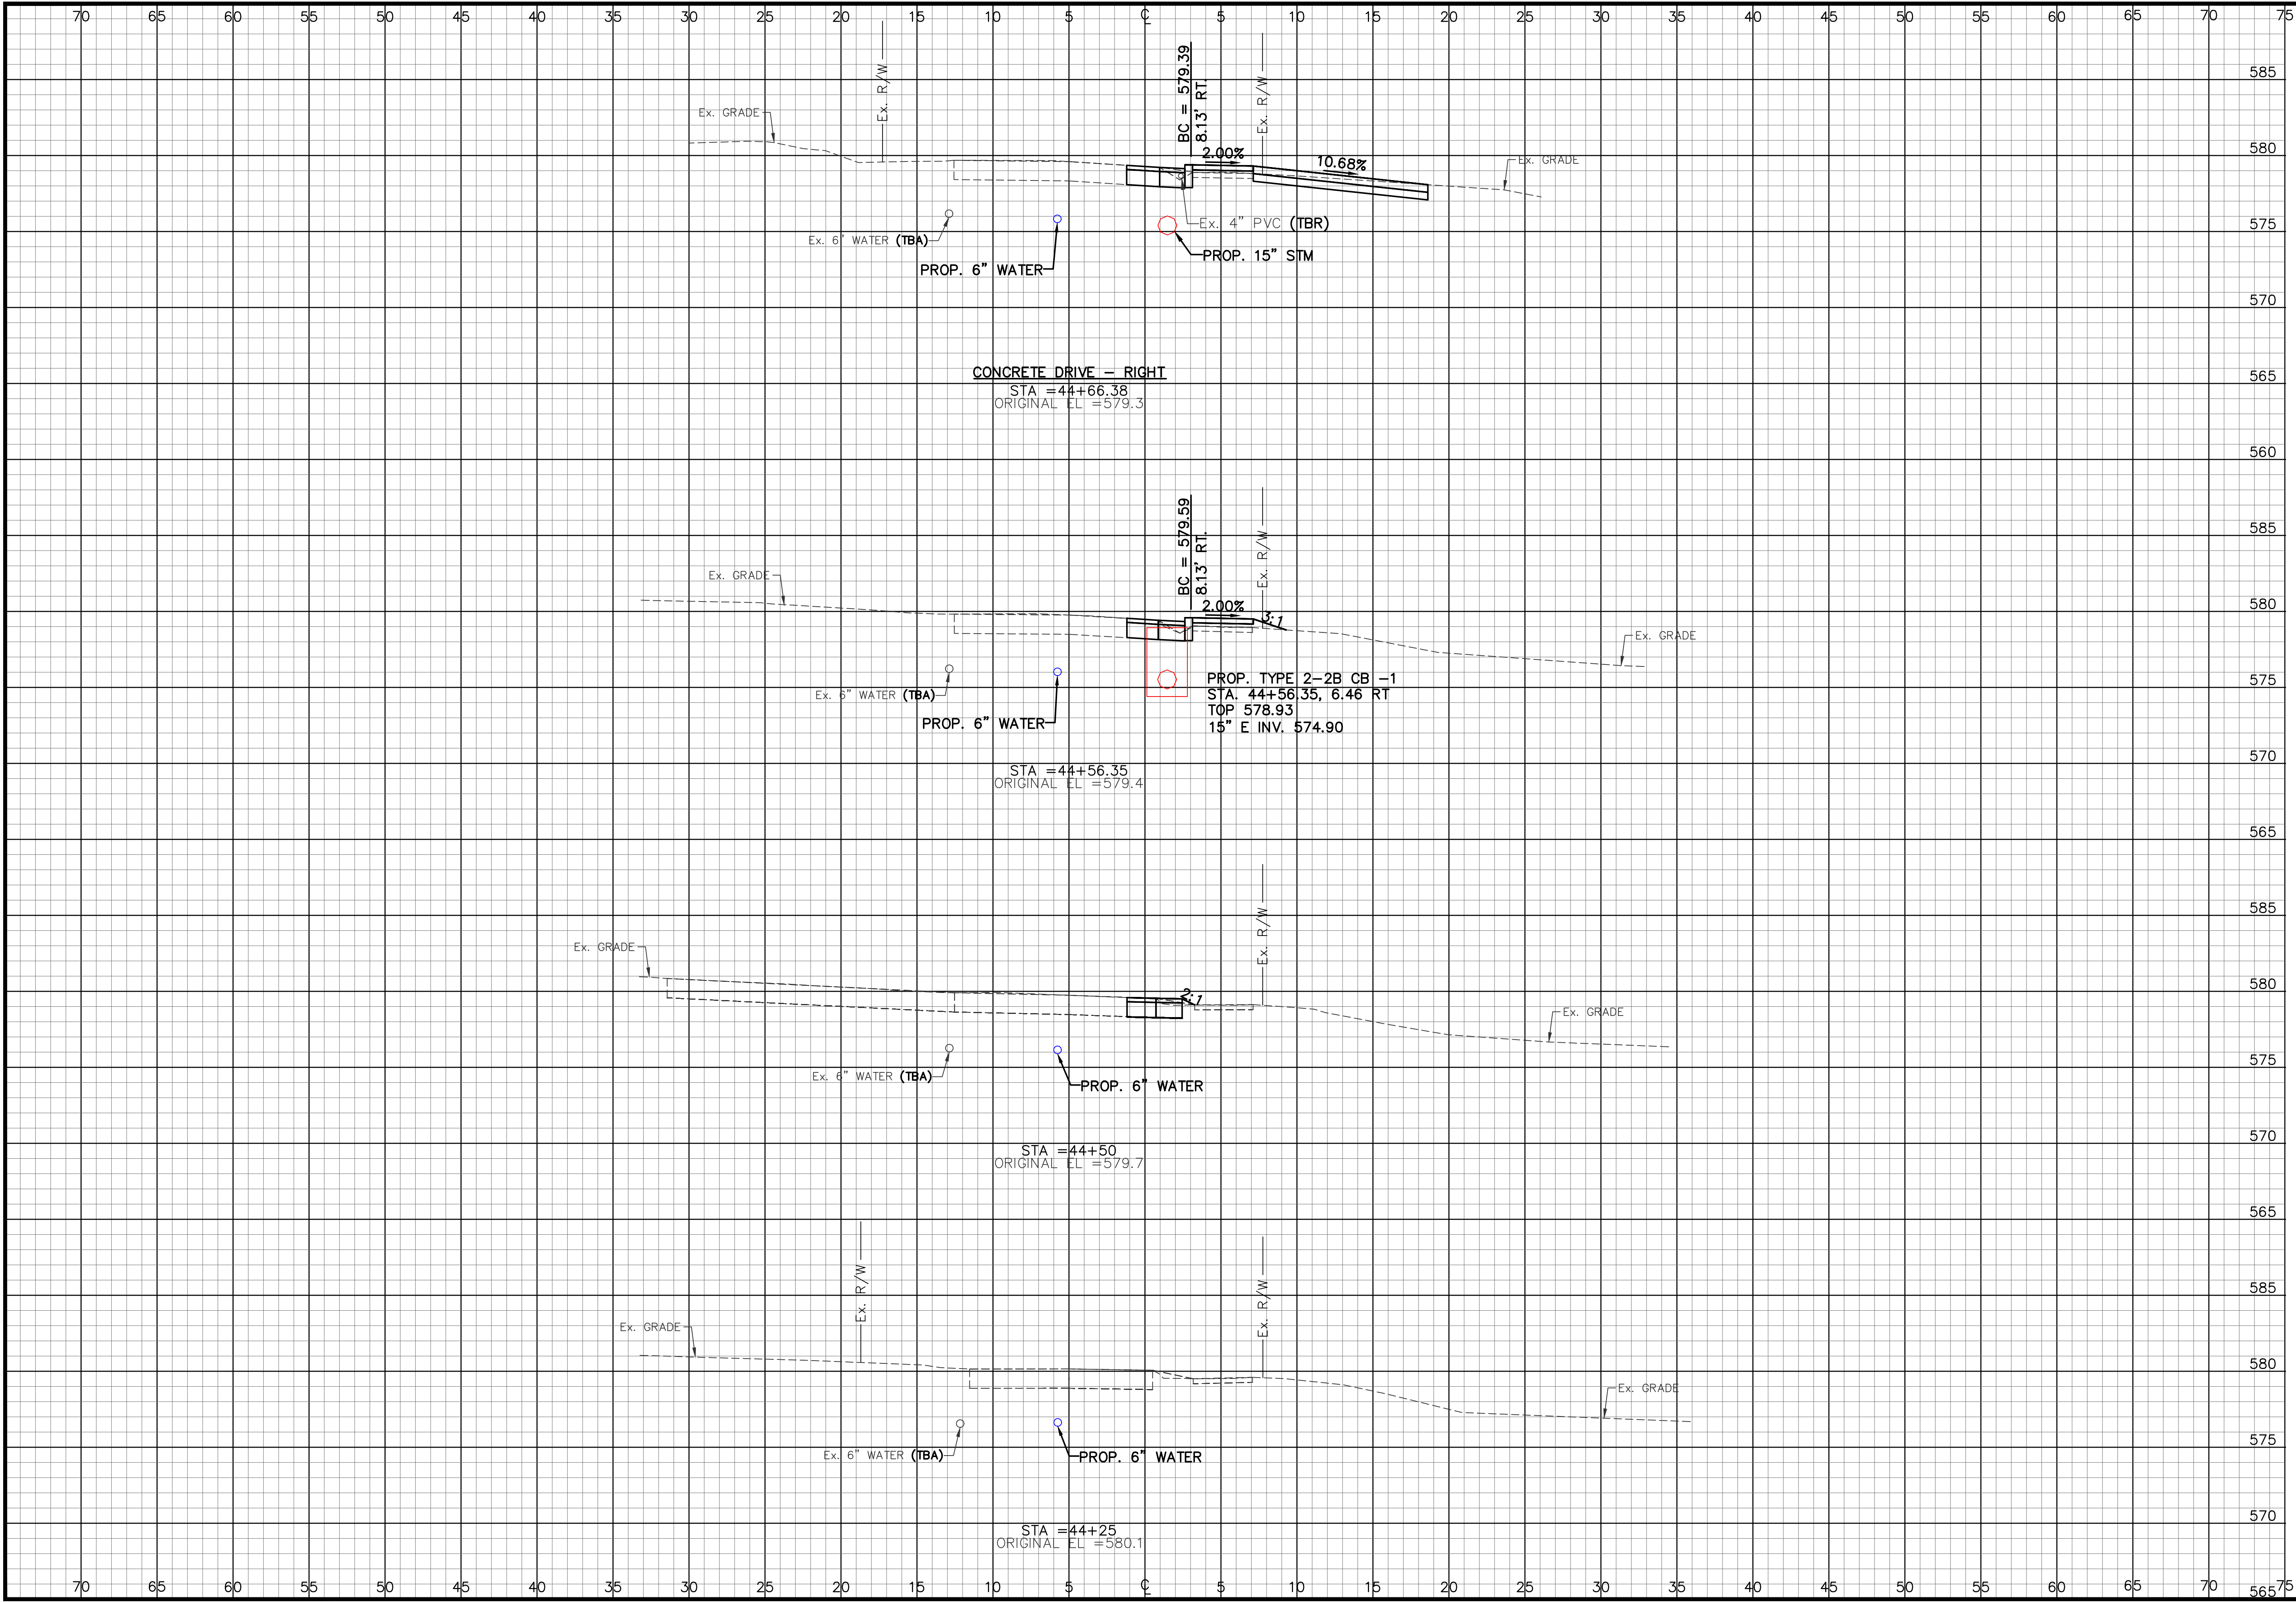 70 65 60 55 50 45 40 35 30 25 20 15 10 5 ℄ 5 10 15 20 25 30 35 40 45 50 55 60 65 70 75
585
Ex. R/W
BC = 579.39
8.13' RT.
Ex. R/W
Ex. GRADE
580
2.00%
10.68%
Ex. GRADE
Ex. 4" PVC (TBR)
575
Ex. 6" WATER (TBA)
PROP. 15" STM
PROP. 6" WATER
570
CONCRETE DRIVE – RIGHT
565
STA =44+66.38
ORIGINAL EL =579.3
560
BC = 579.59
8.13' RT.
Ex. R/W
585
Ex. GRADE
580
2.00%
3:1
Ex. GRADE
PROP. TYPE 2-2B CB -1
575
Ex. 6" WATER (TBA)
STA. 44+56.35, 6.46 RT
TOP 578.93
PROP. 6" WATER
15" E INV. 574.90
570
STA =44+56.35
ORIGINAL EL =579.4
565
585
Ex. R/W
Ex. GRADE
580
2:1
Ex. GRADE
575
Ex. 6" WATER (TBA)
PROP. 6" WATER
570
STA =44+50
ORIGINAL EL =579.7
565
Ex. R/W
585
Ex. R/W
Ex. GRADE
580
Ex. GRADE
575
Ex. 6" WATER (TBA)
PROP. 6" WATER
570
STA =44+25
ORIGINAL EL =580.1
70 65 60 55 50 45 40 35 30 25 20 15 10 5 ℄ 5 10 15 20 25 30 35 40 45 50 55 60 65 70 75
565